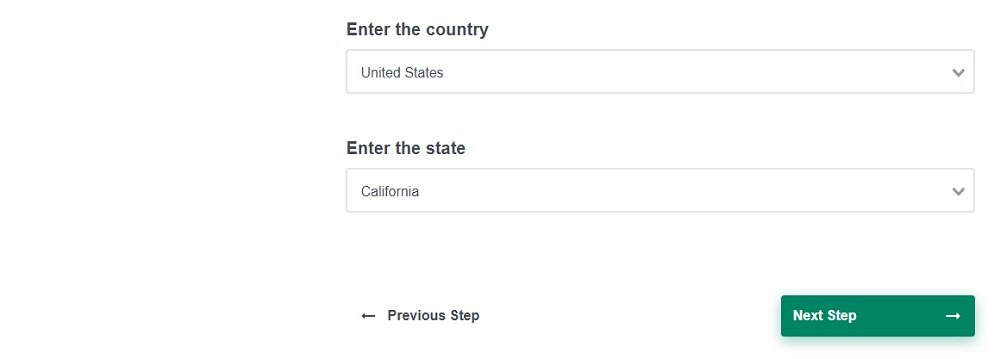 Enter the country
United States
Enter the state
California
← Previous Step
Next Step →